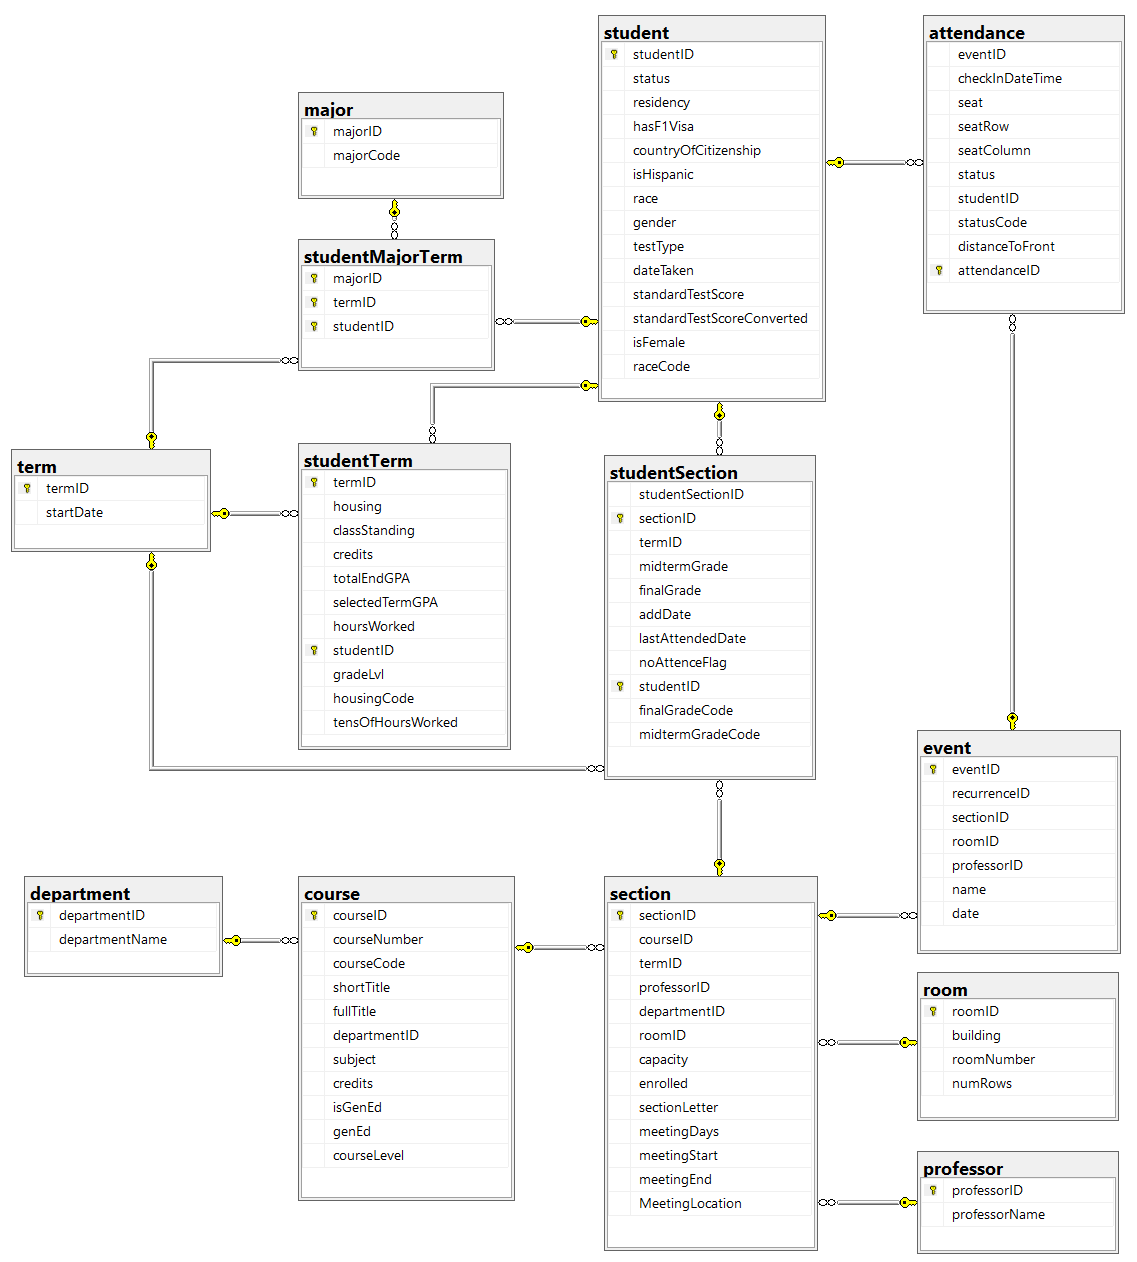 student
studentID
status
residency
hasF1Visa
countryOfCitizenship
isHispanic
race
gender
testType
dateTaken
standardTestScore
standardTestScoreConverted
isFemale
raceCode
attendance
eventID
checkInDateTime
seat
seatRow
seatColumn
status
studentID
statusCode
distanceToFront
attendanceID
major
majorID
majorCode
studentMajorTerm
majorID
termID
studentID
term
termID
startDate
studentTerm
termID
housing
classStanding
credits
totalEndGPA
selectedTermGPA
hoursWorked
studentID
gradeLvl
housingCode
tensOfHoursWorked
studentSection
studentSectionID
sectionID
termID
midtermGrade
finalGrade
addDate
lastAttendedDate
noAttenceFlag
studentID
finalGradeCode
midtermGradeCode
event
eventID
recurrenceID
sectionID
roomID
professorID
name
date
department
departmentID
departmentName
course
courseID
courseNumber
courseCode
shortTitle
fullTitle
departmentID
subject
credits
isGenEd
genEd
courseLevel
section
sectionID
courseID
termID
professorID
departmentID
roomID
capacity
enrolled
sectionLetter
meetingDays
meetingStart
meetingEnd
MeetingLocation
room
roomID
building
roomNumber
numRows
professor
professorID
professorName